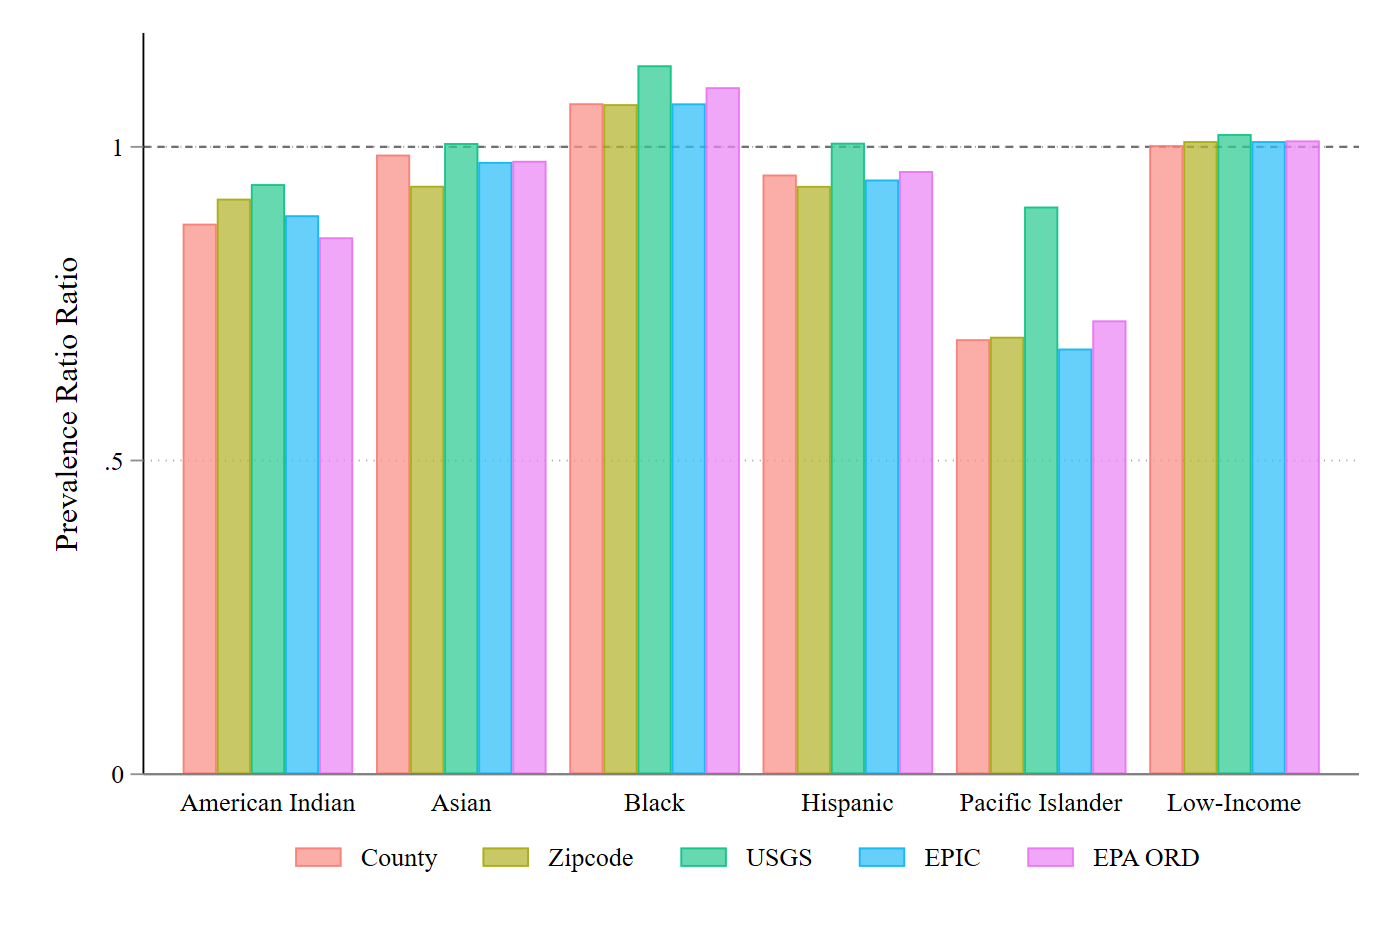 Prevalence Ratio Ratio
1
.5
0
American Indian Asian Black Hispanic Pacific Islander Low-Income
County Zipcode USGS EPIC EPA ORD